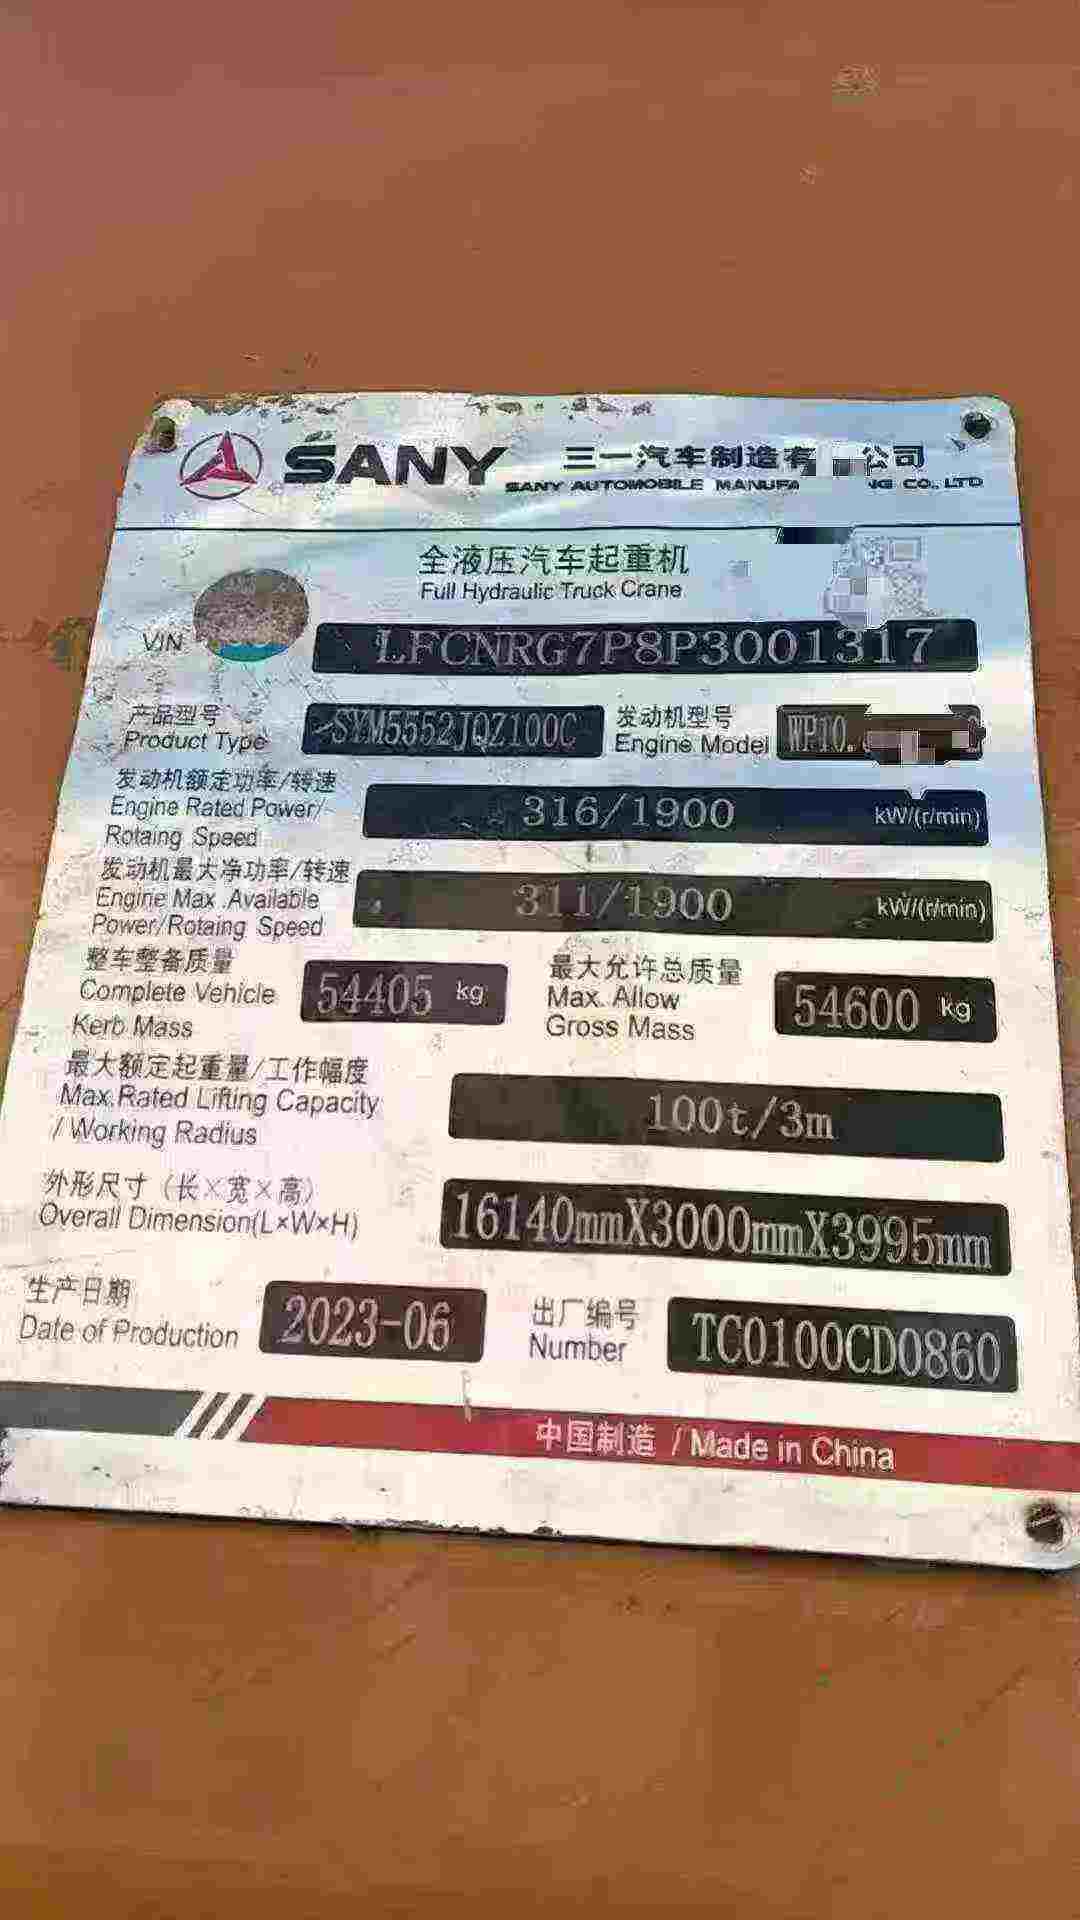 SANY 三一汽车制造有 公司
SANY AUTOMOBILE CO., LTD
全液压汽车起重机
Full Hydraulic Truck Crane
VIN LFCNRG7P8P3001317
产品型号 发动机型号
Product Type SYM5552JQZ100C Engine Model WP10.
发动机额定功率/转速
Engine Rated Power/ 316/1900 kW/(r/min)
Rotaing Speed
发动机最大净功率/转速
Engine Max .Available 311/1900 kW/(r/min)
Power/Rotaing Speed
整车整备质量 最大允许总质量
Complete Vehicle 54405 kg Max. Allow 54600 kg
Kerb Mass Gross Mass
最大额定起重量/工作幅度
Max.Rated Lifting Capacity 100t/3m
/ Working Radius
外形尺寸（长×宽×高）
Overall Dimension(L×W×H) 16140mmX3000mmX3995mm
生产日期 出厂编号
Date of Production 2023-06 Number TC0100CD0860
中国制造 / Made in China